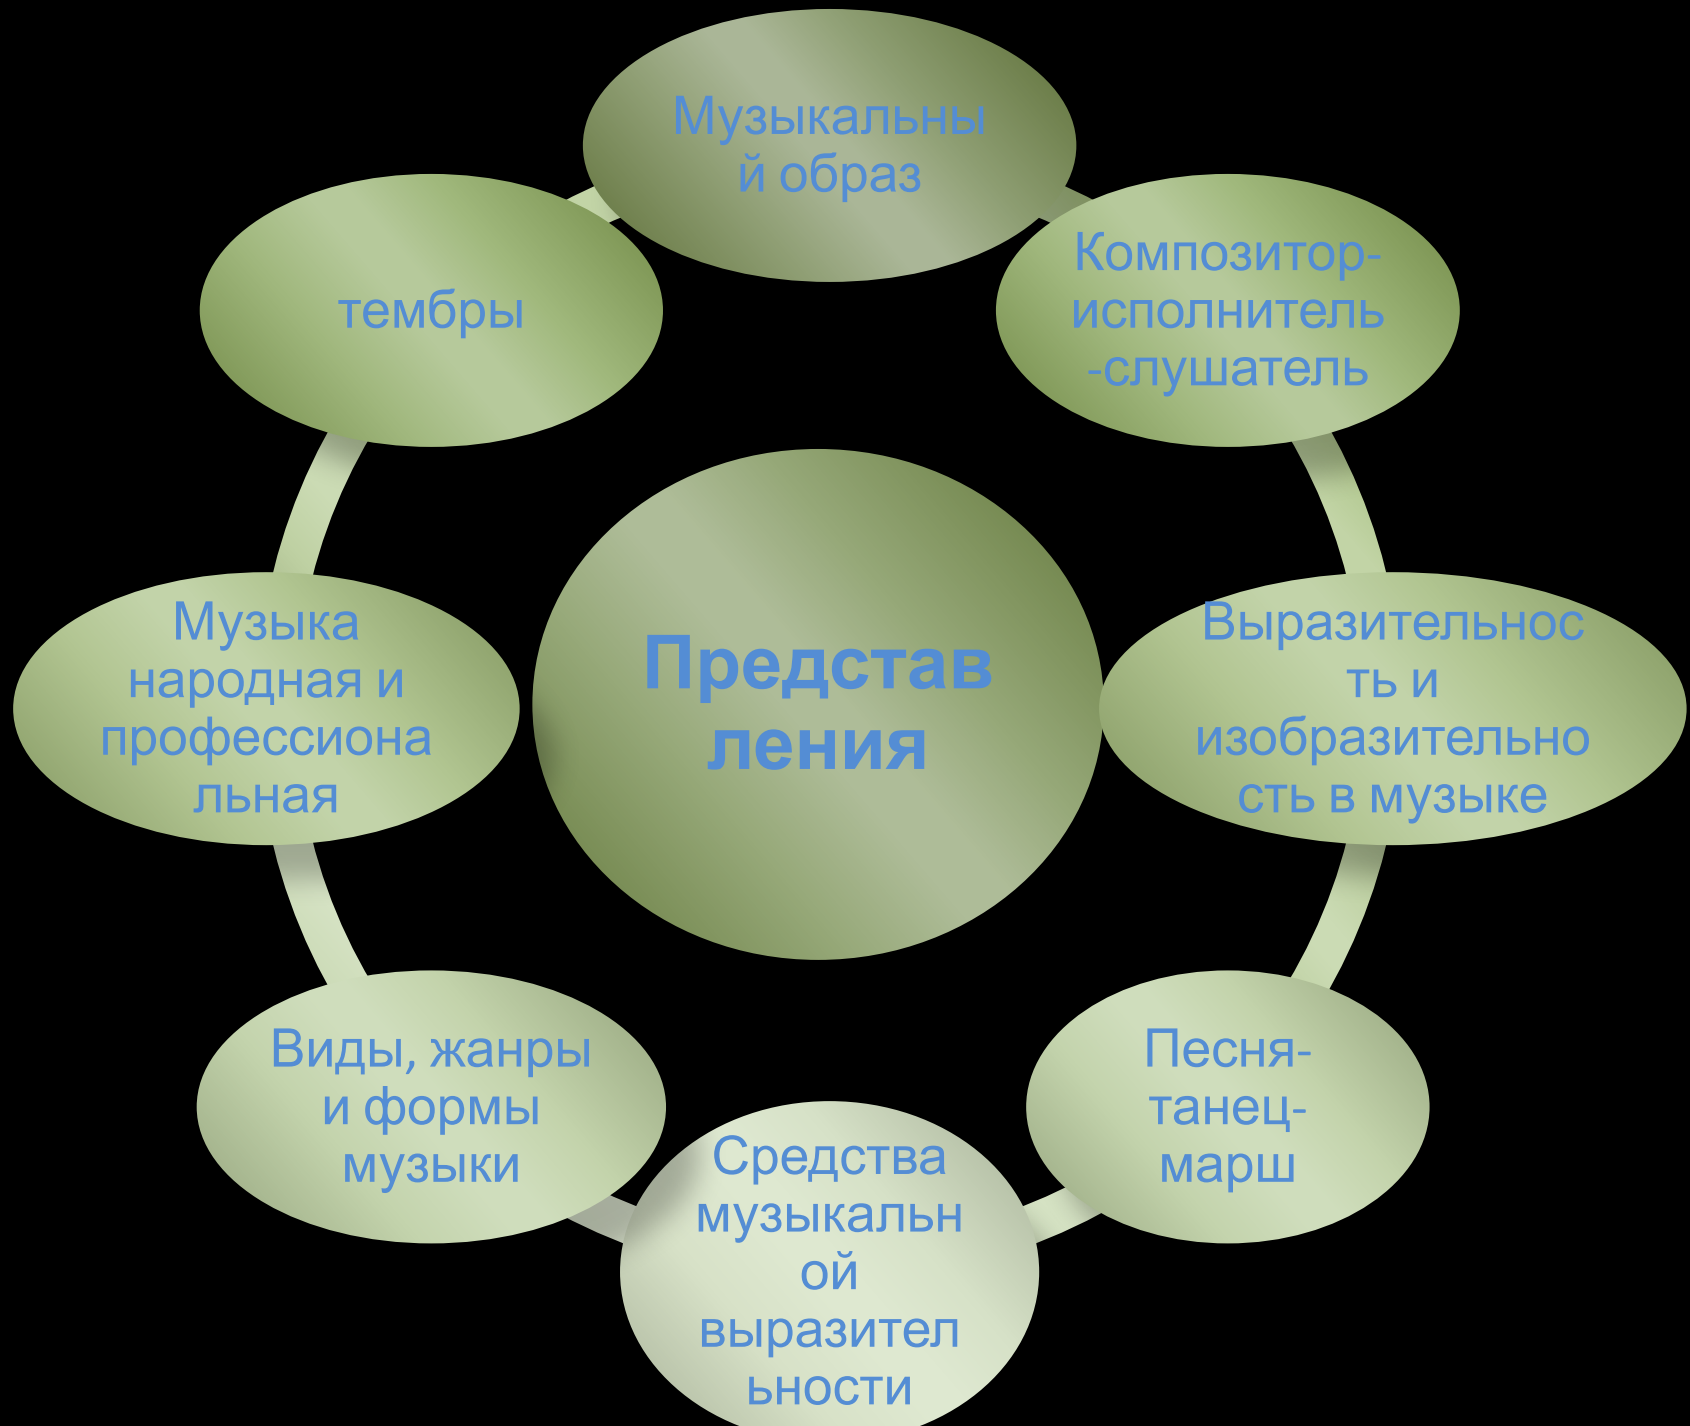 Музыкальны
й образ
Композитор-
исполнитель
-слушатель
Выразительнос
ть и
изобразительно
сть в музыке
Песня-
танец-
марш
Средства
музыкальн
ой
выразител
ьности
Виды, жанры
и формы
музыки
Музыка
народная и
профессиона
льная
тембры
Представ
ления